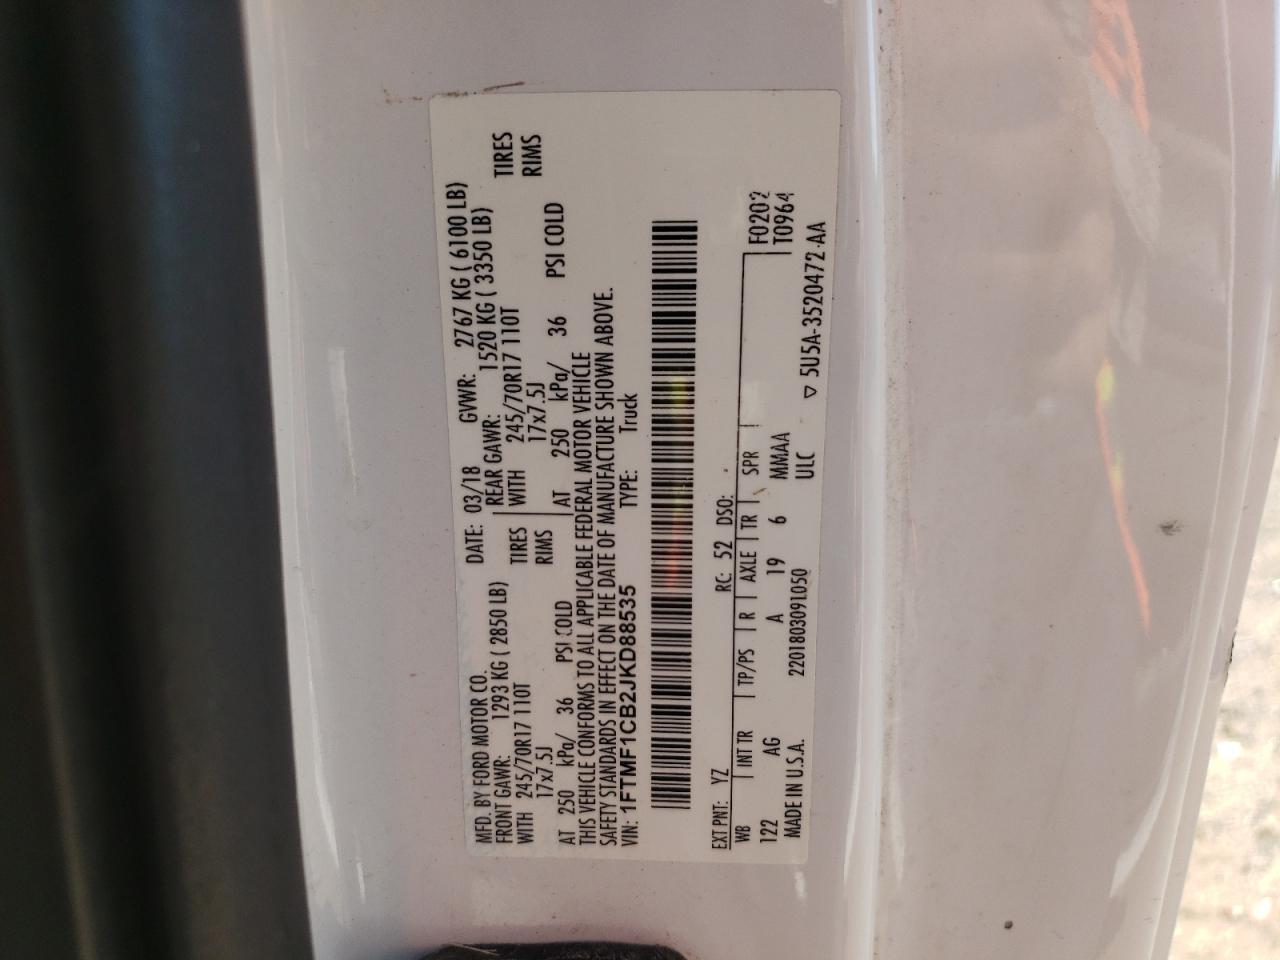 MFD. BY FORD MOTOR CO.
DATE: 03/18 GVWR: 2767 KG ( 6100 LB)
FRONT GAWR: 1293 KG ( 2850 LB) REAR GAWR: 1520 KG ( 3350 LB)
WITH 245/70R17 110T TIRES WITH 245/70R17 110T TIRES
17x7.5J RIMS 17x7.5J RIMS
AT 250 kPa/ 36 PSI COLD AT 250 kPa/ 36 PSI COLD
THIS VEHICLE CONFORMS TO ALL APPLICABLE FEDERAL MOTOR VEHICLE
SAFETY STANDARDS IN EFFECT ON THE DATE OF MANUFACTURE SHOWN ABOVE.
VIN: 1FTMF1CB2JKD88535 TYPE: Truck
EXT PNT: YZ RC: 52 DSO:
WB INT TR TP/PS R AXLE TR SPR F0202
122 AG A 19 6 MMAA T0964
MADE IN U.S.A. 2201803091050 ULC
▽ 5U5A-3520472-AA